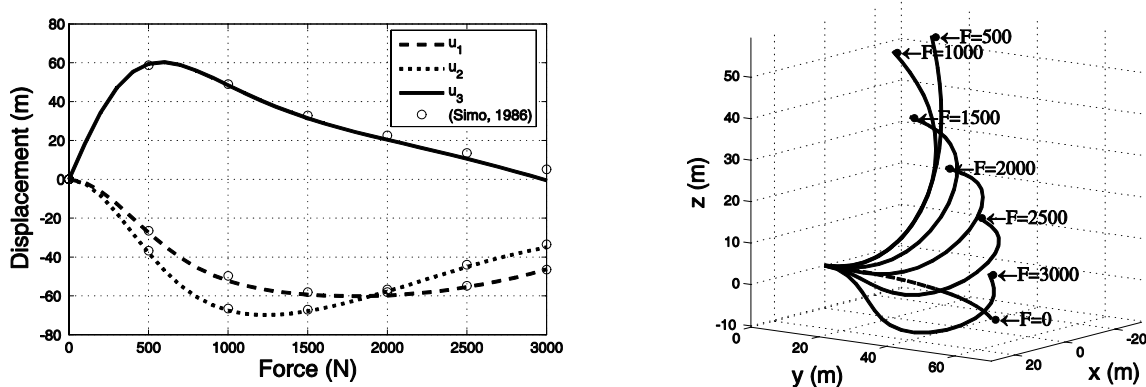 80
60
40
20
0
-20
-40
-60
-80
Displacement (m)
0 500 1000 1500 2000 2500 3000
Force (N)
u1
u2
u3
(Simo, 1986)
←F=500
←F=1000
←F=1500
←F=2000
←F=2500
←F=3000
←F=0
50
40
30
20
10
0
-10
z (m)
0 20 40 60
y (m)
20 0 -20
x (m)